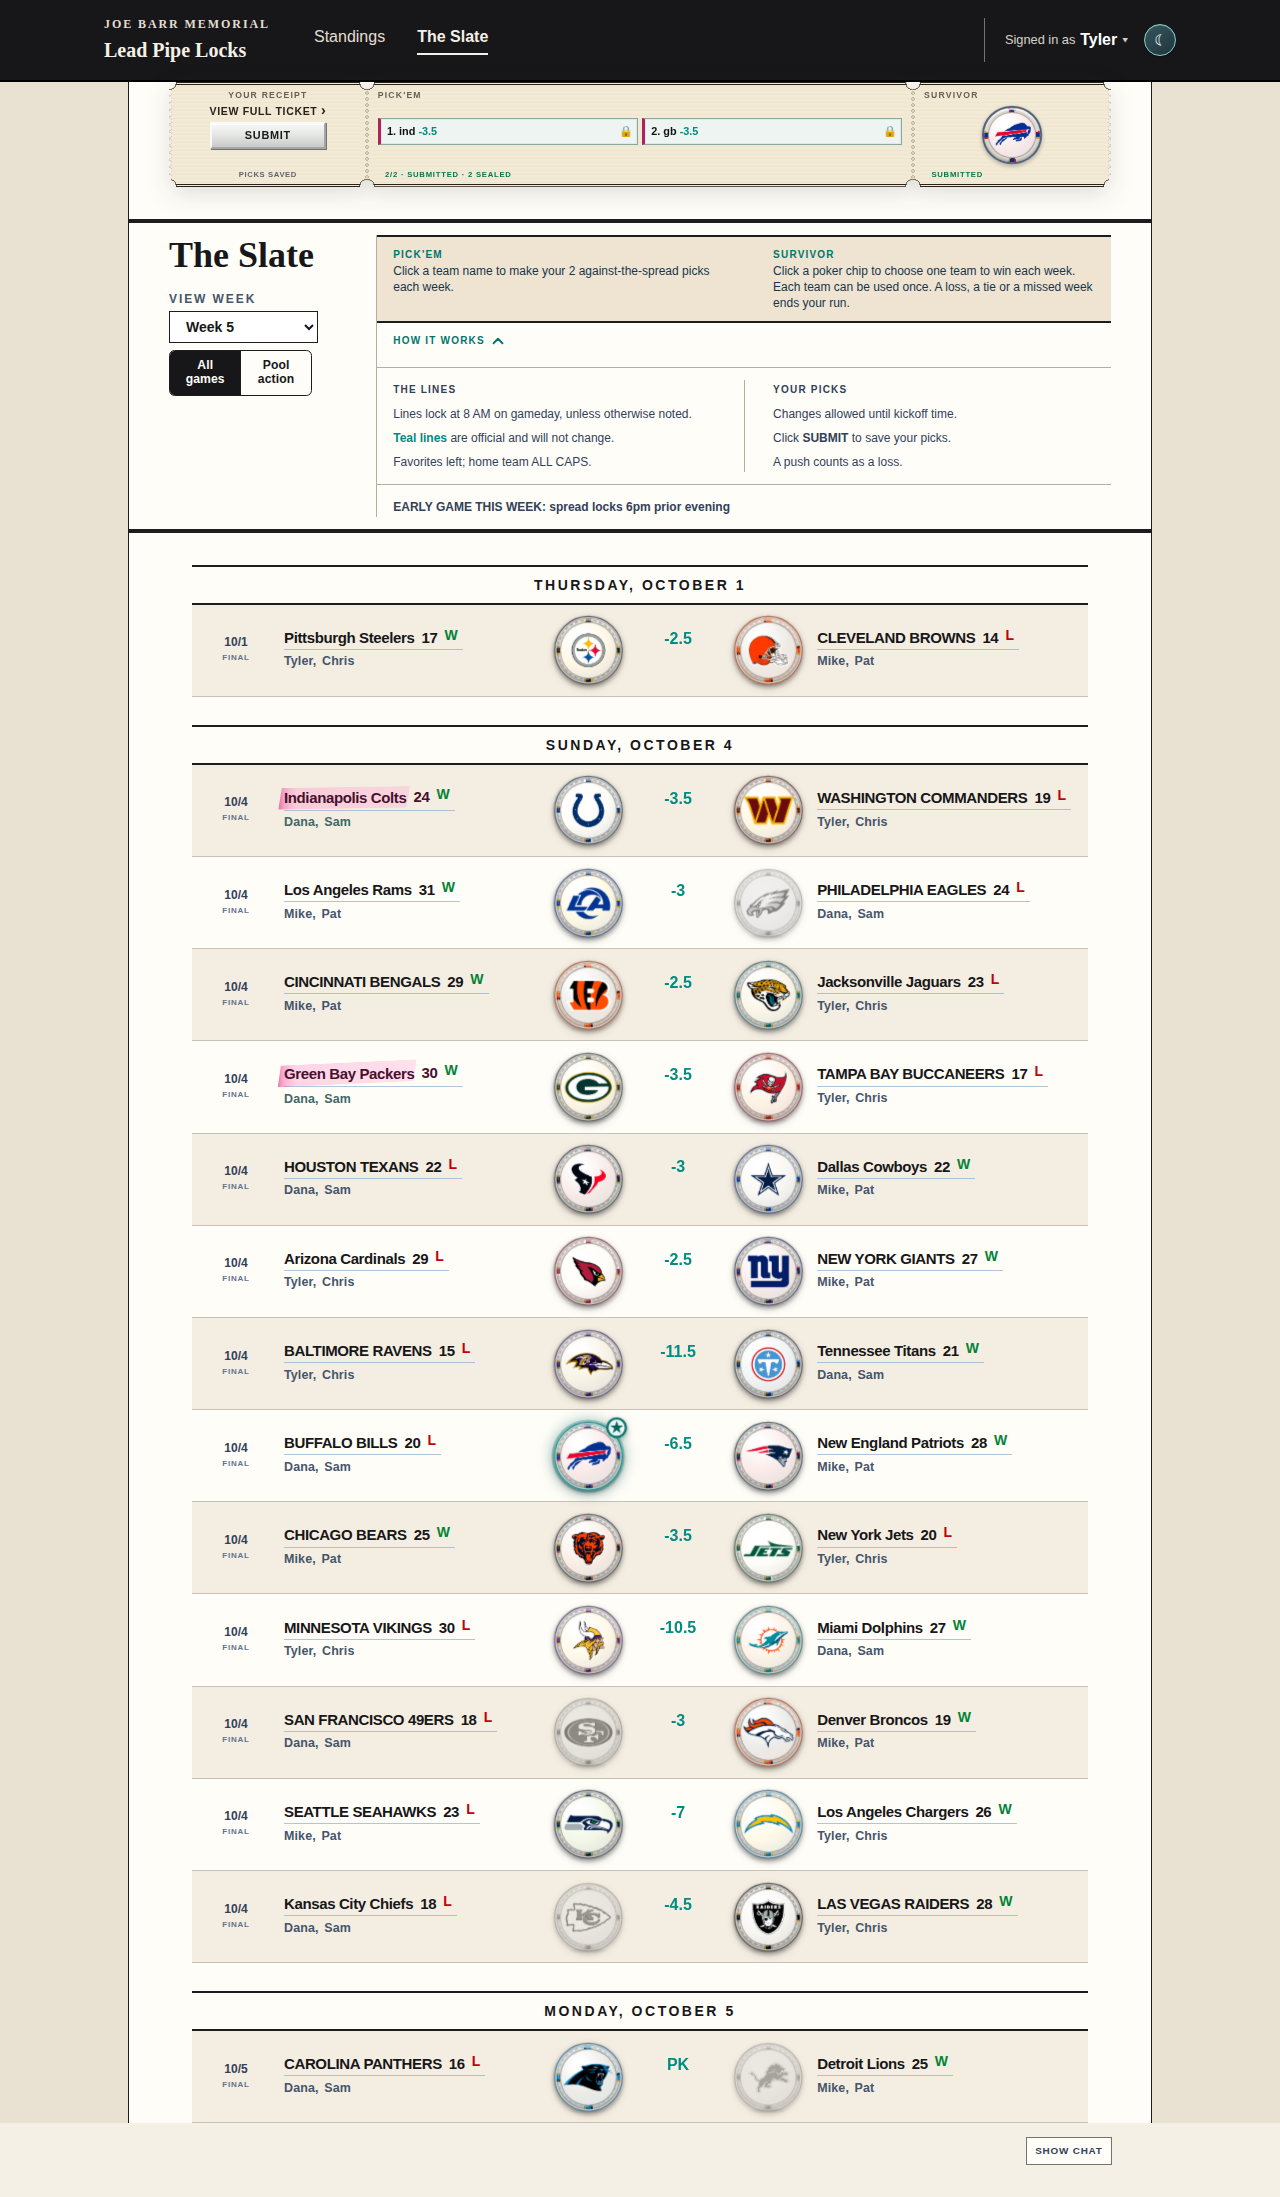 JOE BARR MEMORIAL
Lead Pipe Locks
Standings
The Slate
Signed in as Tyler ▾
YOUR RECEIPT
VIEW FULL TICKET ›
SUBMIT
PICKS SAVED
PICK'EM
1. ind -3.5
2. gb -3.5
2/2 · SUBMITTED · 2 SEALED
SURVIVOR
SUBMITTED
The Slate
VIEW WEEK
Week 5
All games
Pool action
PICK'EM
Click a team name to make your 2 against-the-spread picks
each week.
SURVIVOR
Click a poker chip to choose one team to win each week.
Each team can be used once. A loss, a tie or a missed week
ends your run.
HOW IT WORKS
THE LINES
Lines lock at 8 AM on gameday, unless otherwise noted.
Teal lines are official and will not change.
Favorites left; home team ALL CAPS.
YOUR PICKS
Changes allowed until kickoff time.
Click SUBMIT to save your picks.
A push counts as a loss.
EARLY GAME THIS WEEK: spread locks 6pm prior evening
THURSDAY, OCTOBER 1
10/1 FINAL
Pittsburgh Steelers 17 W
Tyler, Chris
-2.5
CLEVELAND BROWNS 14 L
Mike, Pat
SUNDAY, OCTOBER 4
10/4 FINAL
Indianapolis Colts 24 W
Dana, Sam
-3.5
W
WASHINGTON COMMANDERS 19 L
Tyler, Chris
10/4 FINAL
Los Angeles Rams 31 W
Mike, Pat
LA
-3
PHILADELPHIA EAGLES 24 L
Dana, Sam
10/4 FINAL
CINCINNATI BENGALS 29 W
Mike, Pat
B
-2.5
Jacksonville Jaguars 23 L
Tyler, Chris
10/4 FINAL
Green Bay Packers 30 W
Dana, Sam
G
-3.5
TAMPA BAY BUCCANEERS 17 L
Tyler, Chris
10/4 FINAL
HOUSTON TEXANS 22 L
Dana, Sam
-3
Dallas Cowboys 22 W
Mike, Pat
10/4 FINAL
Arizona Cardinals 29 L
Tyler, Chris
-2.5
ny
NEW YORK GIANTS 27 W
Mike, Pat
10/4 FINAL
BALTIMORE RAVENS 15 L
Tyler, Chris
-11.5
T
Tennessee Titans 21 W
Dana, Sam
10/4 FINAL
BUFFALO BILLS 20 L
Dana, Sam
-6.5
New England Patriots 28 W
Mike, Pat
10/4 FINAL
CHICAGO BEARS 25 W
Mike, Pat
-3.5
JETS
New York Jets 20 L
Tyler, Chris
10/4 FINAL
MINNESOTA VIKINGS 30 L
Tyler, Chris
-10.5
Miami Dolphins 27 W
Dana, Sam
10/4 FINAL
SAN FRANCISCO 49ERS 18 L
Dana, Sam
SF
-3
Denver Broncos 19 W
Mike, Pat
10/4 FINAL
SEATTLE SEAHAWKS 23 L
Mike, Pat
-7
Los Angeles Chargers 26 W
Tyler, Chris
10/4 FINAL
Kansas City Chiefs 18 L
Dana, Sam
KC
-4.5
RAIDERS
LAS VEGAS RAIDERS 28 W
Tyler, Chris
MONDAY, OCTOBER 5
10/5 FINAL
CAROLINA PANTHERS 16 L
Dana, Sam
PK
Detroit Lions 25 W
Mike, Pat
SHOW CHAT